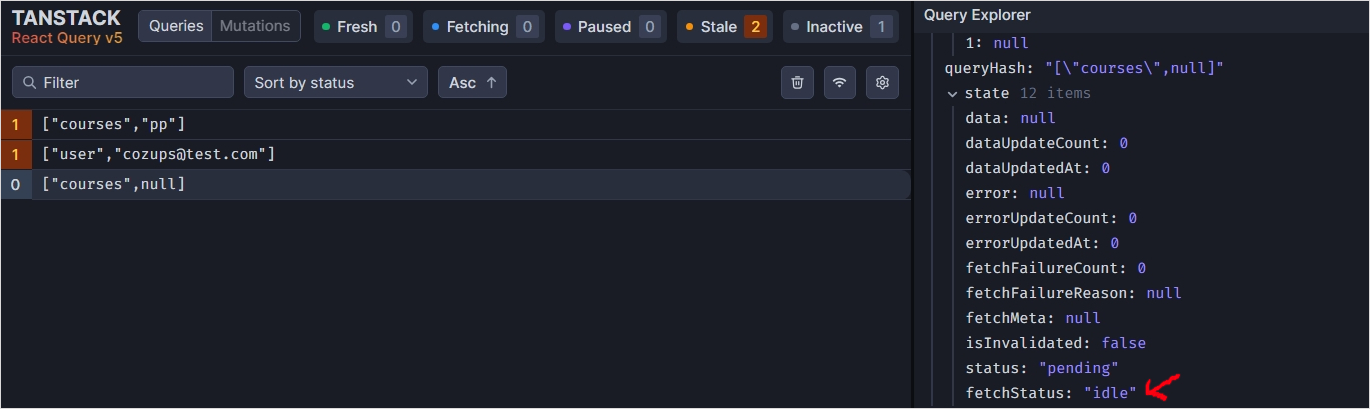 TANSTACK
React Query v5
Queries Mutations
Fresh 0
Fetching 0
Paused 0
Stale 2
Inactive 1
Filter
Sort by status
Asc ↑
1 ["courses","pp"]
1 ["user","cozups@test.com"]
0 ["courses",null]
Query Explorer
1: null
queryHash: "[\"courses\",null]"
state 12 items
data: null
dataUpdateCount: 0
dataUpdatedAt: 0
error: null
errorUpdateCount: 0
errorUpdatedAt: 0
fetchFailureCount: 0
fetchFailureReason: null
fetchMeta: null
isInvalidated: false
status: "pending"
fetchStatus: "idle"